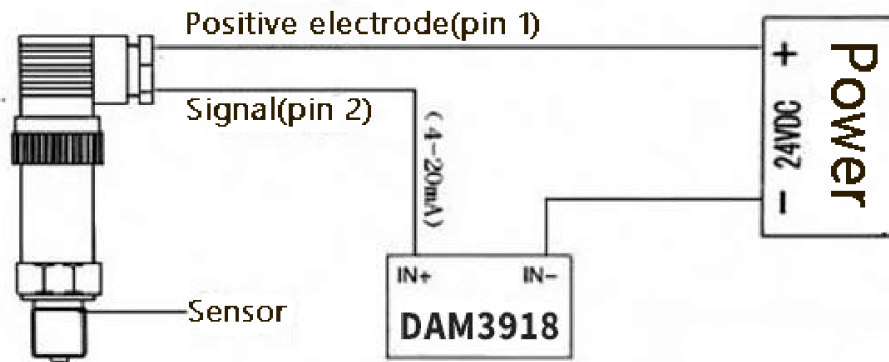 Positive electrode(pin 1)
Signal(pin 2)
(4-20mA)
+
24VDC
-
Power
IN+
IN-
DAM3918
Sensor